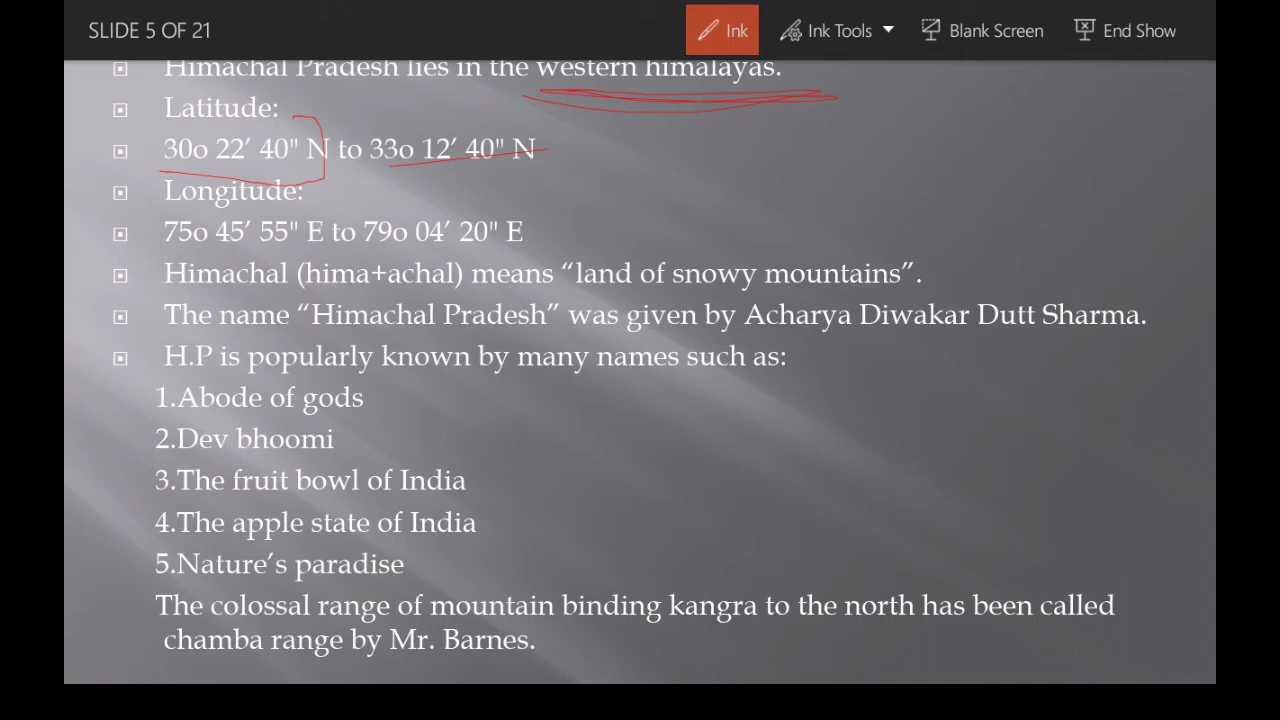 SLIDE 5 OF 21
Ink
Ink Tools
Blank Screen
End Show
Himachal Pradesh lies in the western himalayas.
Latitude:
30o 22’ 40" N to 33o 12’ 40" N
Longitude:
75o 45’ 55" E to 79o 04’ 20" E
Himachal (hima+achal) means “land of snowy mountains”.
The name “Himachal Pradesh” was given by Acharya Diwakar Dutt Sharma.
H.P is popularly known by many names such as:
1.Abode of gods
2.Dev bhoomi
3.The fruit bowl of India
4.The apple state of India
5.Nature’s paradise
The colossal range of mountain binding kangra to the north has been called
chamba range by Mr. Barnes.